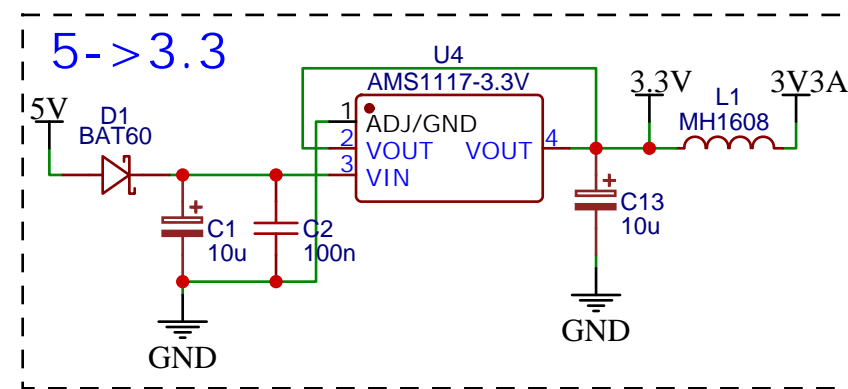 5->3.3
U4
AMS1117-3.3V
5V
D1
BAT60
1
ADJ/GND
2
VOUT
VOUT
4
3
VIN
3.3V
L1
MH1608
3V3A
+
C1
10u
C2
100n
+
C13
10u
GND
GND